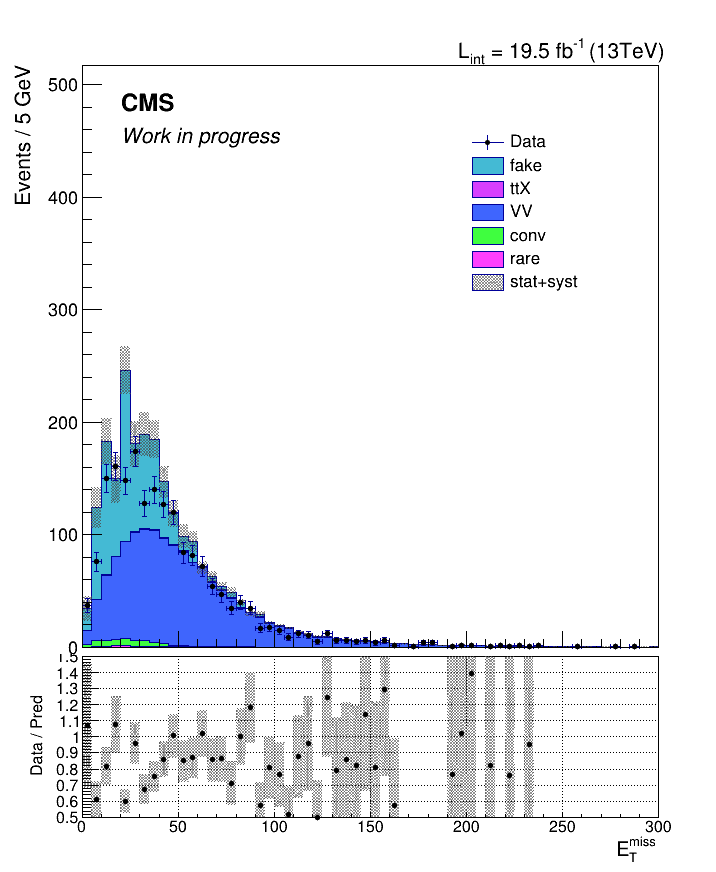 L_int = 19.5 fb^-1 (13TeV)
Events / 5 GeV
500
CMS
Work in progress
Data
fake
400
ttX
VV
conv
rare
300
stat+syst
200
100
0
Data / Pred
1.5
1.4
1.3
1.2
1.1
1
0.9
0.8
0.7
0.6
0.5
0 50 100 150 200 250 300
E_T^miss